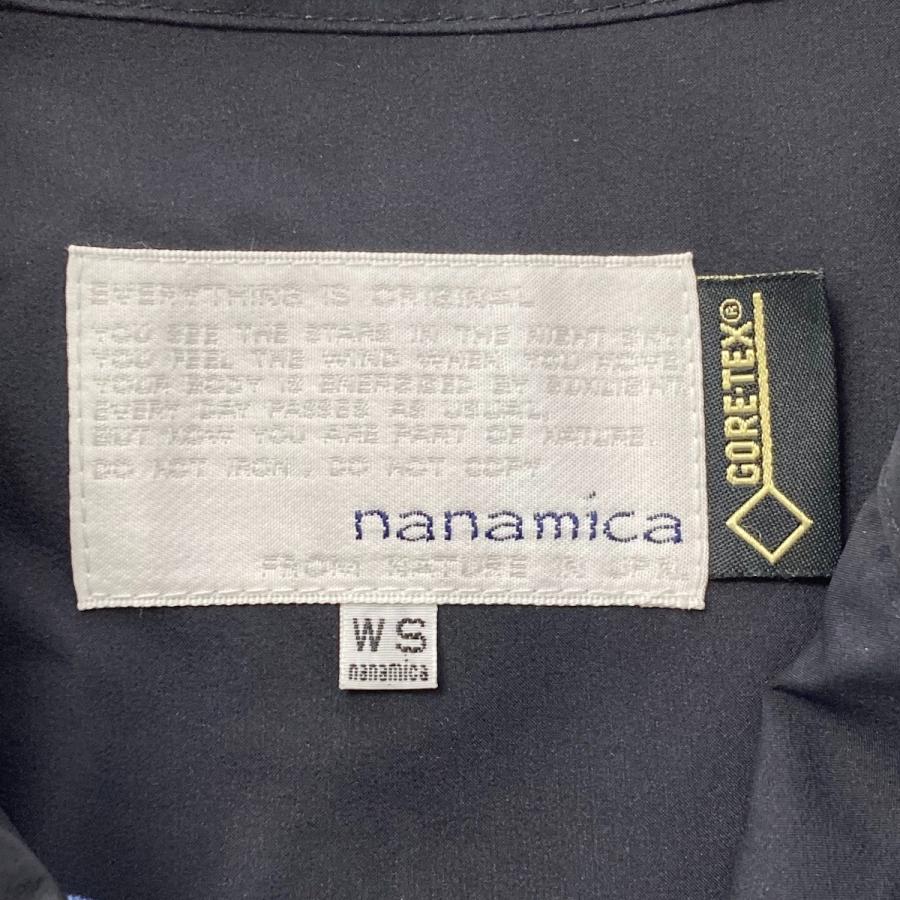 EVERYTHING IS ORIGINAL
YOU SEE THE STARS IN THE NIGHT SKY.
YOU FEEL THE WIND WHEN YOU
YOUR BODY IS ENERGIZED BY SUNLIGHT.
EVERY DAY PASSES AS USUAL.
BUT NOW YOU ARE PART OF NATURE.
DO NOT IRON DO NOT COPY
nanamica
FROM NATURE IN JPN.
GORE-TEX®
WS
nanamica